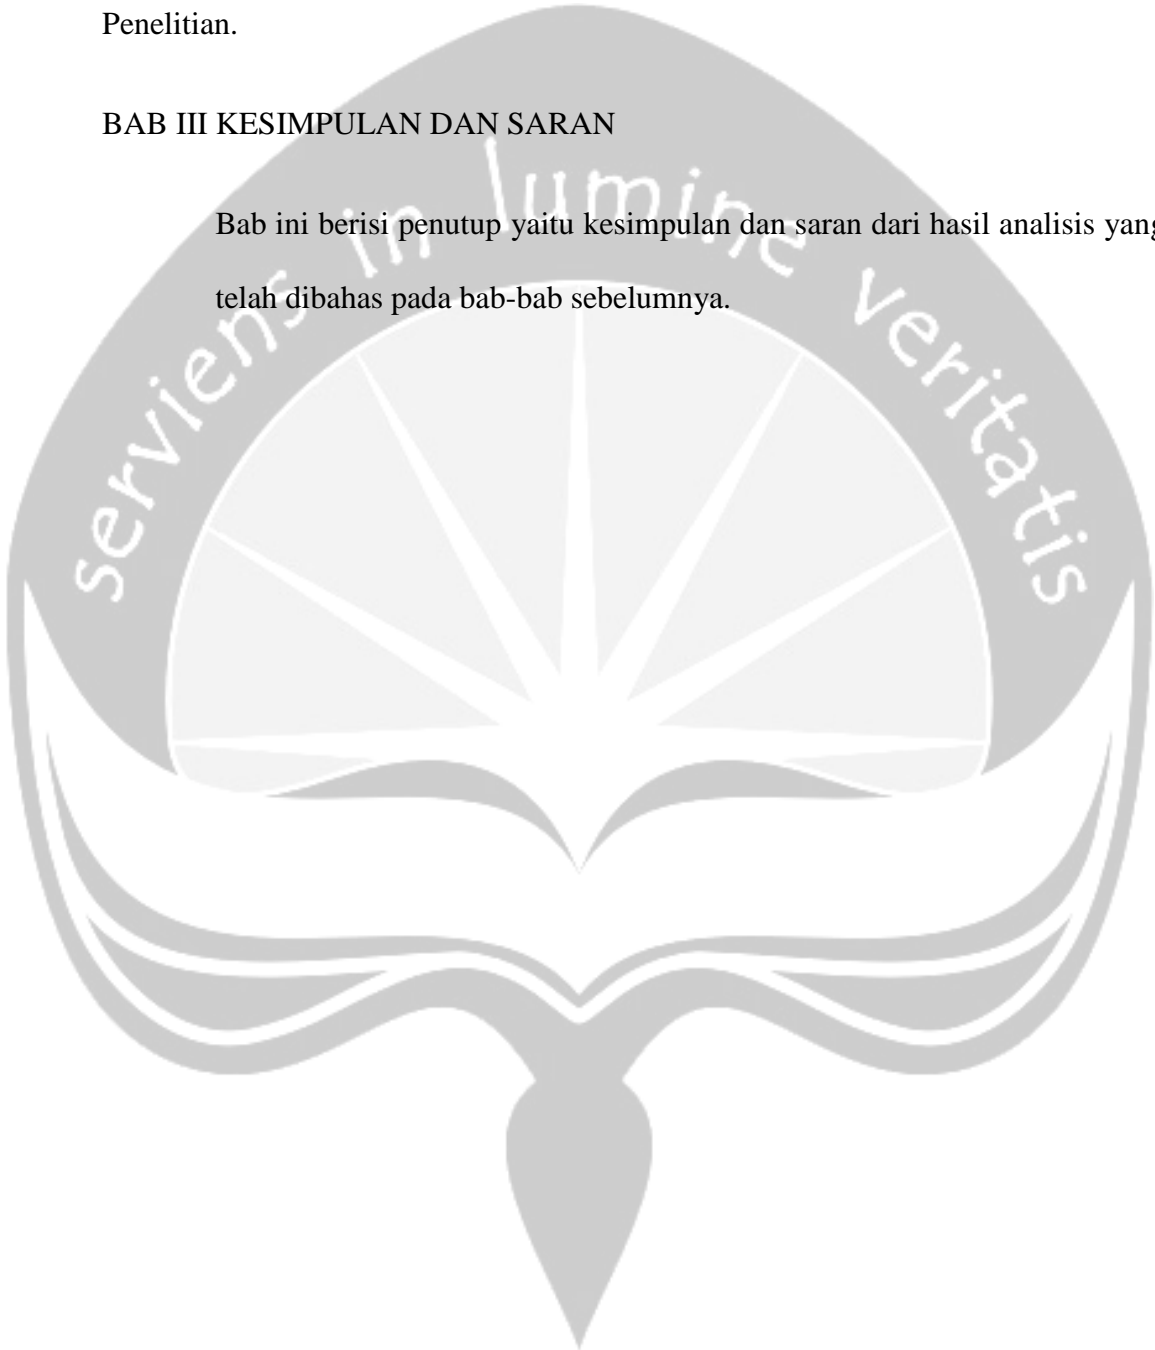 Penelitian.
BAB III KESIMPULAN DAN SARAN
Bab ini berisi penutup yaitu kesimpulan dan saran dari hasil analisis yang
telah dibahas pada bab-bab sebelumnya.
serviens in lumine veritatis